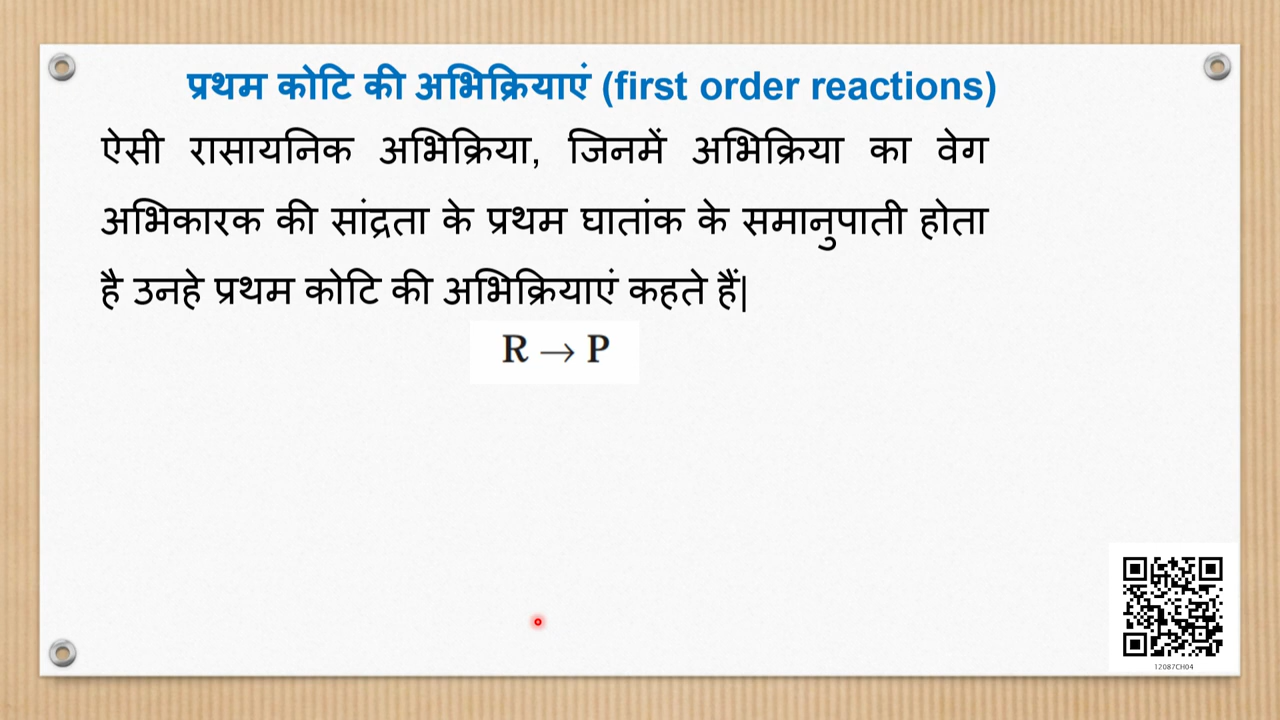 प्रथम कोटि की अभिक्रियाएं (first order reactions)
ऐसी रासायनिक अभिक्रिया, जिनमें अभिक्रिया का वेग
अभिकारक की सांद्रता के प्रथम घातांक के समानुपाती होता
है उनहे प्रथम कोटि की अभिक्रियाएं कहते हैं|
R → P
12087CH04